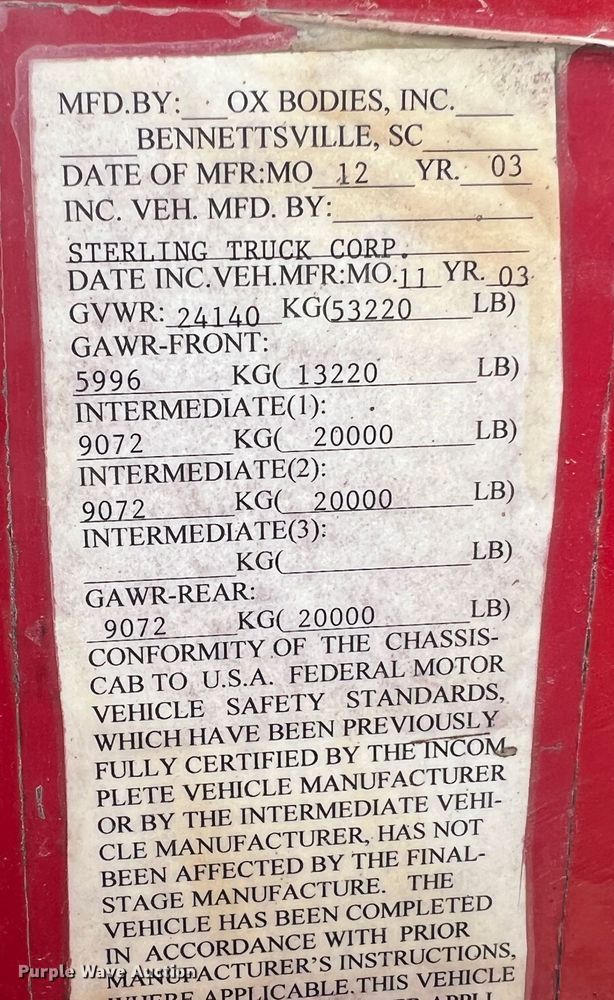 MFD.BY: OX BODIES, INC.
BENNETTSVILLE, SC
DATE OF MFR:MO 12 YR. 03
INC. VEH. MFD. BY:
STERLING TRUCK CORP.
DATE INC.VEH.MFR:MO.11 YR. 03
GVWR: 24140 KG(53220 LB)
GAWR-FRONT:
5996 KG( 13220 LB)
INTERMEDIATE(1):
9072 KG( 20000 LB)
INTERMEDIATE(2):
9072 KG( 20000 LB)
INTERMEDIATE(3):
KG( LB)
GAWR-REAR:
9072 KG( 20000 LB)
CONFORMITY OF THE CHASSIS-
CAB TO U.S.A. FEDERAL MOTOR
VEHICLE SAFETY STANDARDS,
WHICH HAVE BEEN PREVIOUSLY
FULLY CERTIFIED BY THE INCOM
PLETE VEHICLE MANUFACTURER
OR BY THE INTERMEDIATE VEHI-
CLE MANUFACTURER, HAS NOT
BEEN AFFECTED BY THE FINAL-
STAGE MANUFACTURE. THE
VEHICLE HAS BEEN COMPLETED
IN ACCORDANCE WITH PRIOR
MANUFACTURER'S INSTRUCTIONS,
WHERE APPLICABLE.THIS VEHICLE
Purple Wave Auction